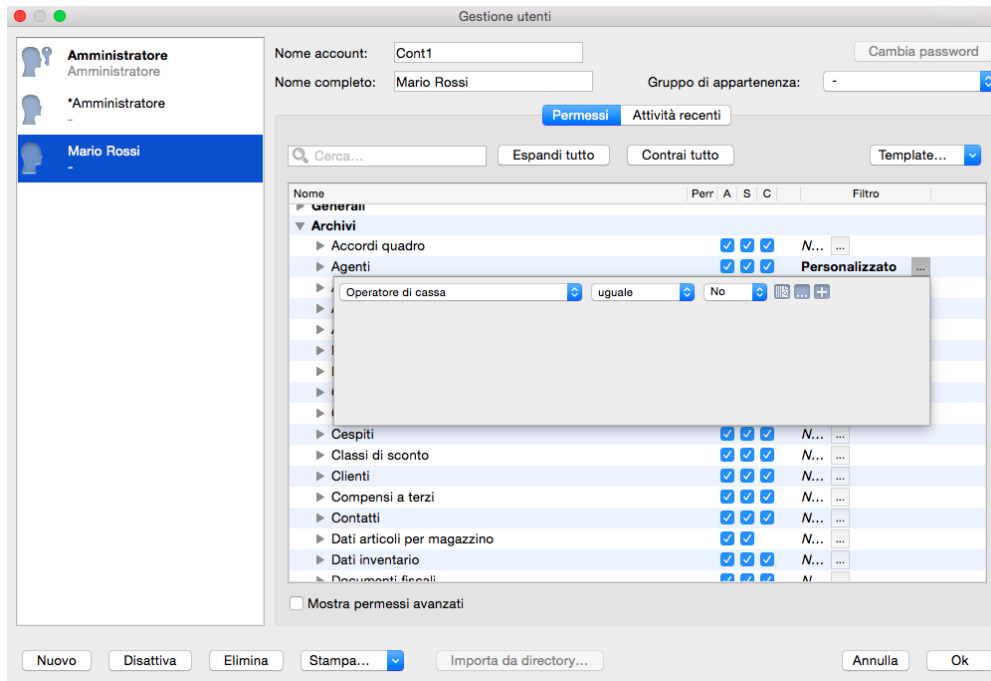 Gestione utenti
Amministratore
Amministratore
*Amministratore
-
Mario Rossi
-
Nome account: Cont1 Cambia password
Nome completo: Mario Rossi Gruppo di appartenenza: -
Permessi Attività recenti
Cerca... Espandi tutto Contrai tutto Template...
Nome Perr A S C Filtro
Generali
Archivi
Accordi quadro N... ...
Agenti Personalizzato ...
Operatore di cassa uguale No
Cespiti N... ...
Classi di sconto N... ...
Clienti N... ...
Compensi a terzi N... ...
Contatti N... ...
Dati articoli per magazzino N... ...
Dati inventario N... ...
Documenti fiscali N...
Mostra permessi avanzati
Nuovo Disattiva Elimina Stampa... Importa da directory... Annulla Ok